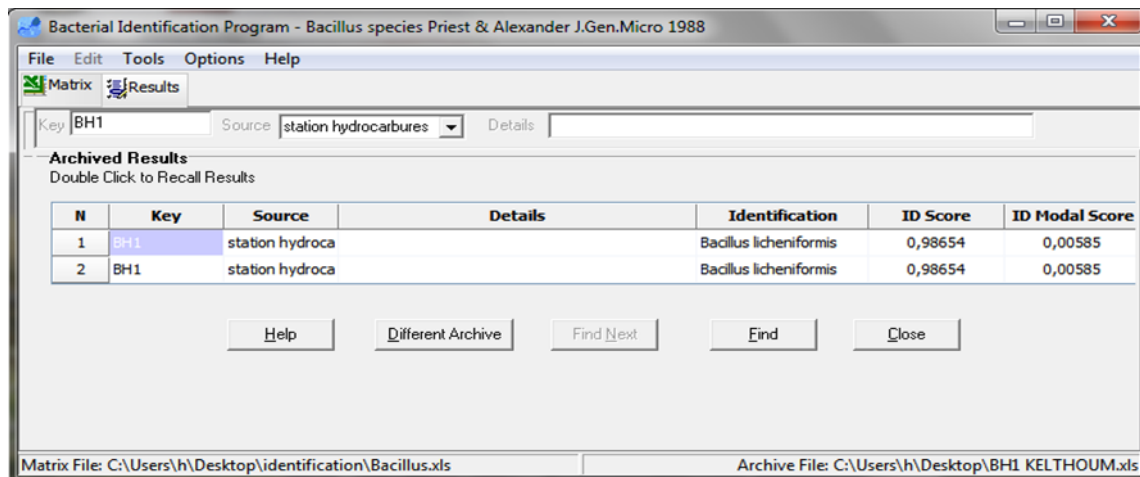 Bacterial Identification Program - Bacillus species Priest & Alexander J.Gen.Micro 1988
File Edit Tools Options Help
Matrix Results
Key BH1 Source station hydrocarbures Details
Archived Results
Double Click to Recall Results
N Key Source Details Identification ID Score ID Modal Score
1 BH1 station hydroca Bacillus licheniformis 0,98654 0,00585
2 BH1 station hydroca Bacillus licheniformis 0,98654 0,00585
Help Different Archive Find Next Find Close
Matrix File: C:\Users\h\Desktop\identification\Bacillus.xls Archive File: C:\Users\h\Desktop\BH1 KELTHOUM.xls